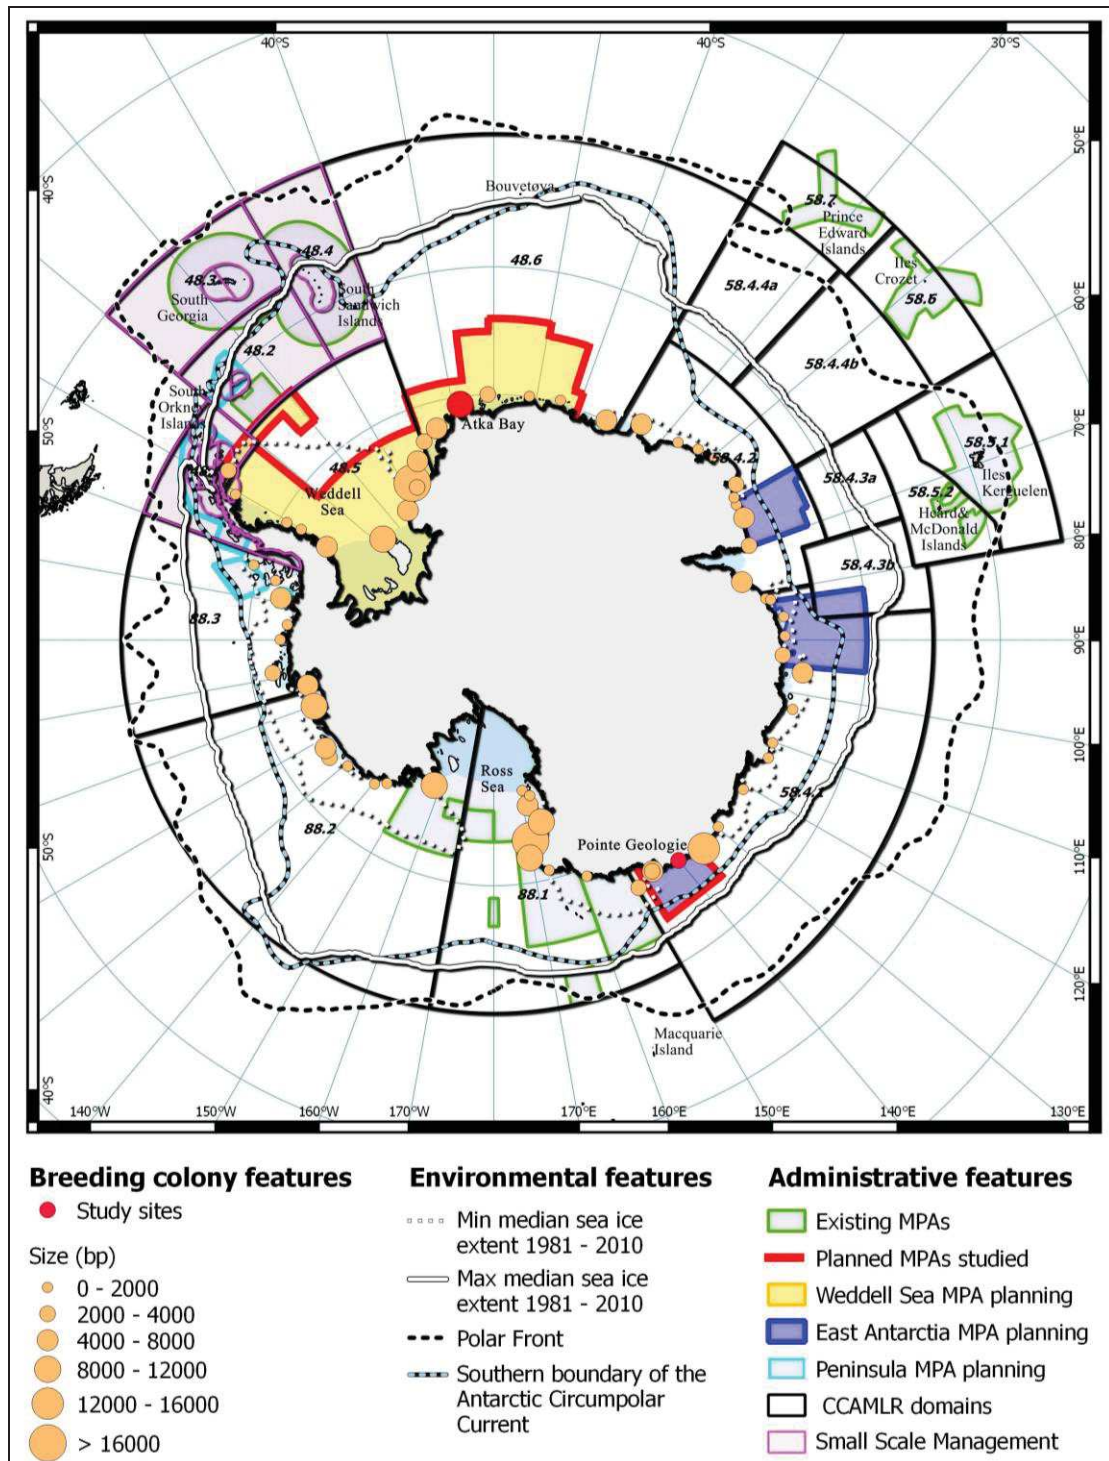 40°S
40°S
30°S
50°E
40°S
Bouvetøya
58.7
Prince
Edward
Islands
48.4
48.6
Iles
Crozet
48.3
South
Georgia
South
Sandwich
Islands
58.4.4a
58.6
60°E
48.2
58.4.4b
South
Orkney
Islands
Atka Bay
70°E
50°S
48.5
Weddell
Sea
58.4.2
58.4.3a
58.5.1
Iles
Kerguelen
58.5.2
Heard&
McDonald
Islands
80°E
58.4.3b
88.3
90°E
100°E
Ross
Sea
58.4.1
88.2
Pointe Geologie
50°S
110°E
88.1
120°E
Macquarie
Island
40°S
140°W
150°W
160°W
170°W
170°E
160°E
150°E
140°E
130°E
Breeding colony features
Study sites
Size (bp)
0 - 2000
2000 - 4000
4000 - 8000
8000 - 12000
12000 - 16000
> 16000
Environmental features
Min median sea ice
extent 1981 - 2010
Max median sea ice
extent 1981 - 2010
Polar Front
Southern boundary of the
Antarctic Circumpolar
Current
Administrative features
Existing MPAs
Planned MPAs studied
Weddell Sea MPA planning
East Antarctia MPA planning
Peninsula MPA planning
CCAMLR domains
Small Scale Management